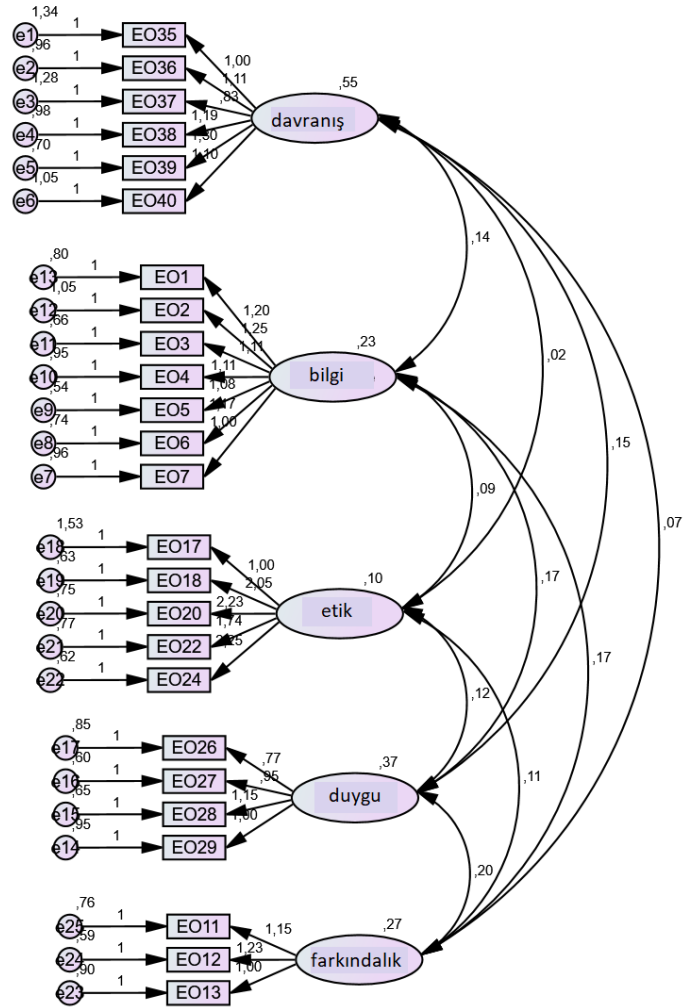 1,34
e1 1 EO35
,96
e2 1 EO36
1,28
e3 1 EO37
,98
e4 1 EO38
,70
e5 1 EO39
1,05
e6 1 EO40
1,00
1,11
,83
1,19
1,30
1,10
,55
davranış
,80
e13 1 EO1
1,05
e12 1 EO2
,66
e11 1 EO3
,95
e10 1 EO4
,54
e9 1 EO5
,74
e8 1 EO6
,96
e7 1 EO7
1,20
1,25
1,11
1,11
1,08
1,17
1,00
,23
bilgi
1,53
e18 1 EO17
,63
e19 1 EO18
,75
e20 1 EO20
,77
e21 1 EO22
,62
e22 1 EO24
1,00
2,05
2,23
1,74
2,25
,10
etik
,85
e17 1 EO26
,60
e16 1 EO27
,65
e15 1 EO28
,95
e14 1 EO29
,77
,95
1,15
1,00
,37
duygu
,76
e25 1 EO11
,59
e24 1 EO12
,90
e23 1 EO13
1,15
1,23
1,00
,27
farkındalık
,14
,02
,15
,07
,09
,17
,17
,12
,11
,20